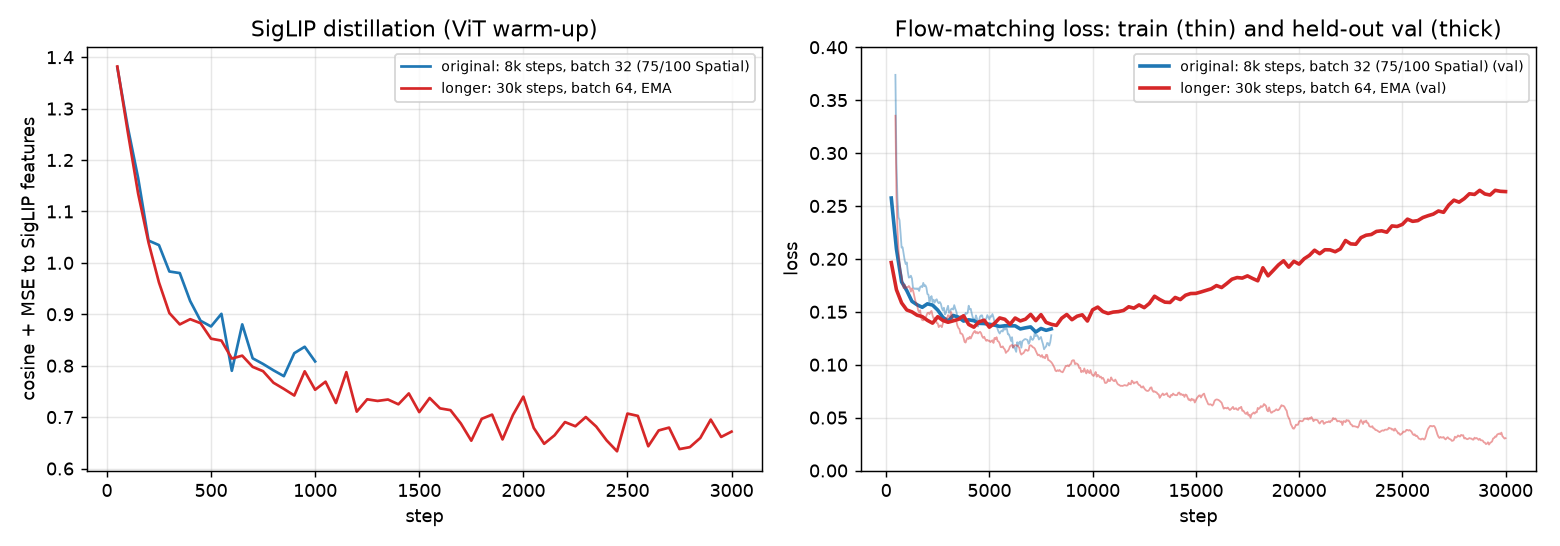 SigLIP distillation (ViT warm-up)
cosine + MSE to SigLIP features
1.4
1.3
1.2
1.1
1.0
0.9
0.8
0.7
0.6
original: 8k steps, batch 32 (75/100 Spatial)
longer: 30k steps, batch 64, EMA
0 500 1000 1500 2000 2500 3000
step
Flow-matching loss: train (thin) and held-out val (thick)
loss
0.40
0.35
0.30
0.25
0.20
0.15
0.10
0.05
0.00
original: 8k steps, batch 32 (75/100 Spatial) (val)
longer: 30k steps, batch 64, EMA (val)
0 5000 10000 15000 20000 25000 30000
step